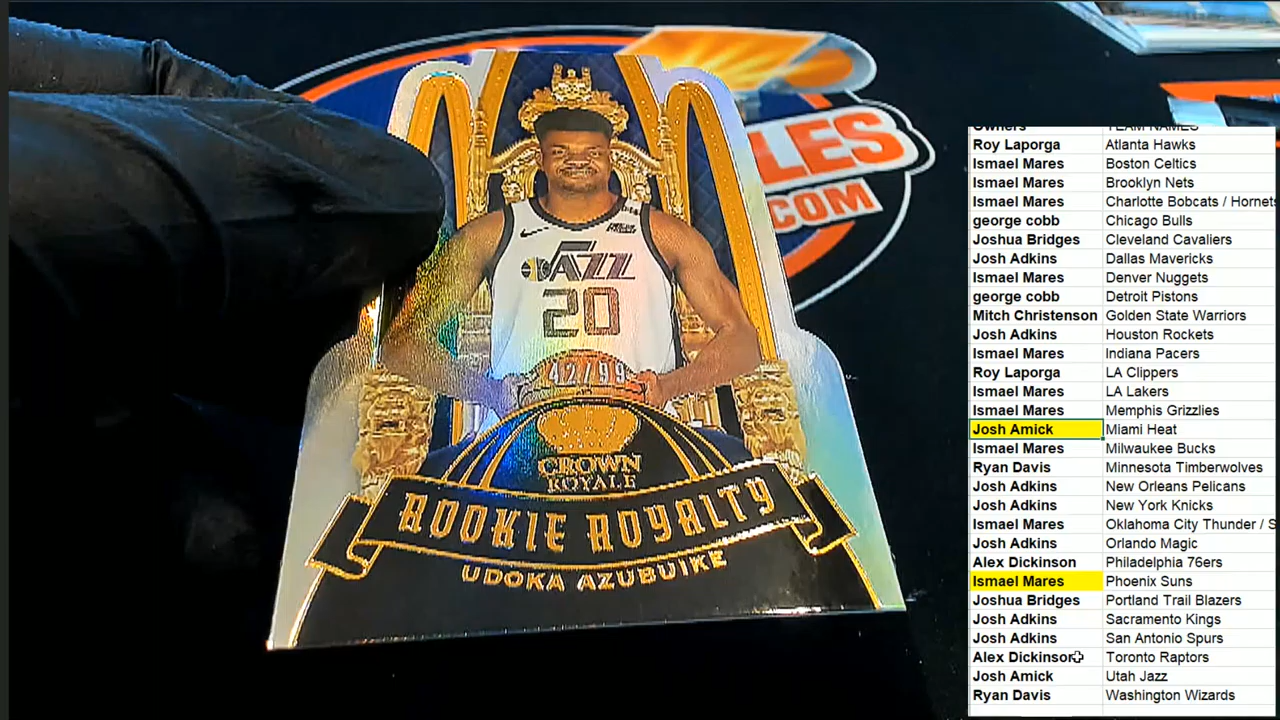 LES
.COM
JAZZ
20
42/99
CROWN
ROYALE
ROOKIE ROYALTY
UDOKA AZUBUIKE
Owners TEAM NAMES
Roy Laporga Atlanta Hawks
Ismael Mares Boston Celtics
Ismael Mares Brooklyn Nets
Ismael Mares Charlotte Bobcats / Hornets
george cobb Chicago Bulls
Joshua Bridges Cleveland Cavaliers
Josh Adkins Dallas Mavericks
Ismael Mares Denver Nuggets
george cobb Detroit Pistons
Mitch Christenson Golden State Warriors
Josh Adkins Houston Rockets
Ismael Mares Indiana Pacers
Roy Laporga LA Clippers
Ismael Mares LA Lakers
Ismael Mares Memphis Grizzlies
Josh Amick Miami Heat
Ismael Mares Milwaukee Bucks
Ryan Davis Minnesota Timberwolves
Josh Adkins New Orleans Pelicans
Josh Adkins New York Knicks
Ismael Mares Oklahoma City Thunder / S
Josh Adkins Orlando Magic
Alex Dickinson Philadelphia 76ers
Ismael Mares Phoenix Suns
Joshua Bridges Portland Trail Blazers
Josh Adkins Sacramento Kings
Josh Adkins San Antonio Spurs
Alex Dickinson Toronto Raptors
Josh Amick Utah Jazz
Ryan Davis Washington Wizards